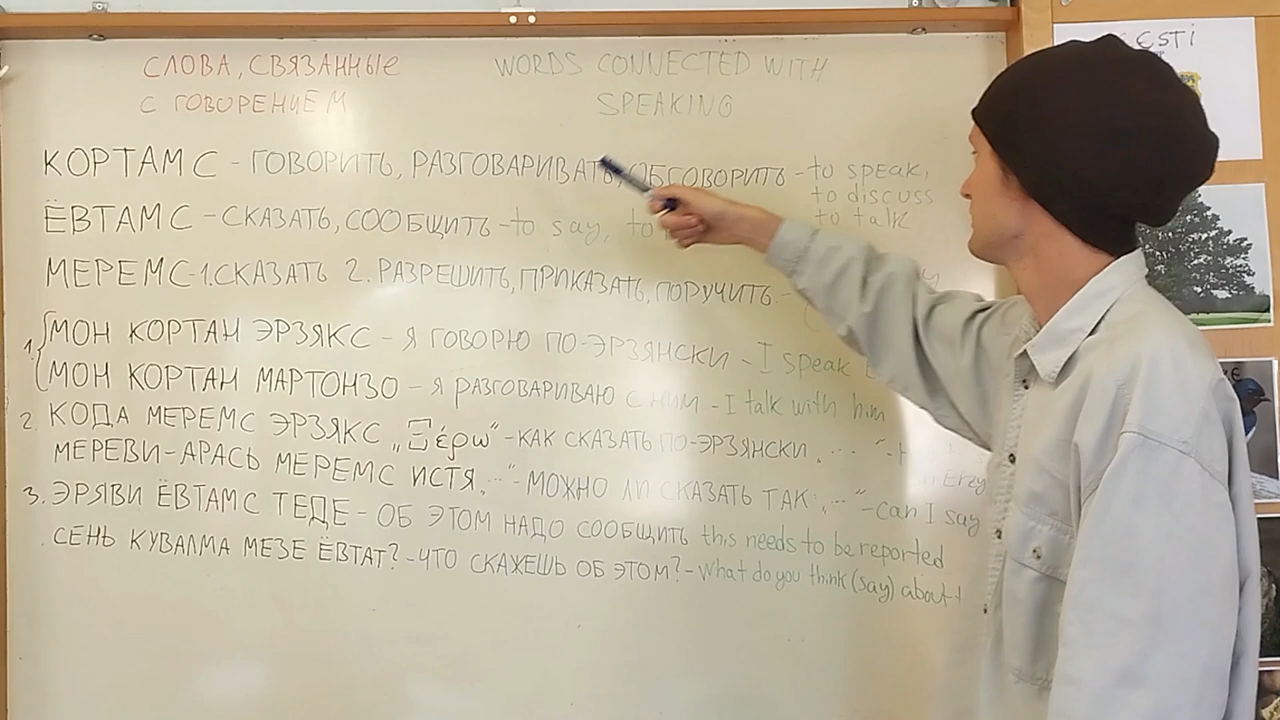 СЛОВА, СВЯЗАННЫЕ
С ГОВОРЕНИЕМ
WORDS CONNECTED WITH
SPEAKING
КОРТАМС - ГОВОРИТЬ, РАЗГОВАРИВАТЬ, ОБГОВОРИТЬ - to speak,
to discuss
to talk
ЁВТАМС - СКАЗАТЬ, СООБЩИТЬ - to say, to
МЕРЕМС - 1. СКАЗАТЬ 2. РАЗРЕШИТЬ, ПРИКАЗАТЬ, ПОРУЧИТЬ. -
1. МОН КОРТАН ЭРЗЯКС - Я ГОВОРЮ ПО-ЭРЗЯНСКИ - I speak
МОН КОРТАН МАРТОНЗО - Я РАЗГОВАРИВАЮ С НИМ - I talk with him
2. КОДА МЕРЕМС ЭРЗЯКС „Ξέρω“ - КАК СКАЗАТЬ ПО-ЭРЗЯНСКИ „...“ -
Erzy
МЕРЕВИ-АРАСЬ МЕРЕМС ИСТЯ „...“ - МОЖНО ЛИ СКАЗАТЬ ТАК: „...“ - can I say
3. ЭРЯВИ ЁВТАМС ТЕДЕ - ОБ ЭТОМ НАДО СООБЩИТЬ this needs to be reported
СЕНЬ КУВАЛМА МЕЗЕ ЁВТАТ? - ЧТО СКАЖЕШЬ ОБ ЭТОМ? - What do you think (say) about